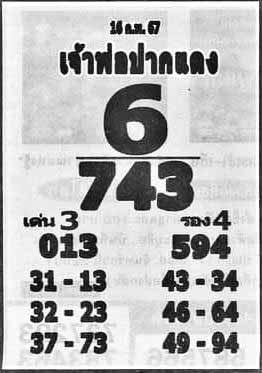 16 ก.พ. 67
เจ้าพ่อปากแดง
6
743
เด่น 3 รอง 4
013 594
31 - 13 43 - 34
32 - 23 46 - 64
37 - 73 49 - 94